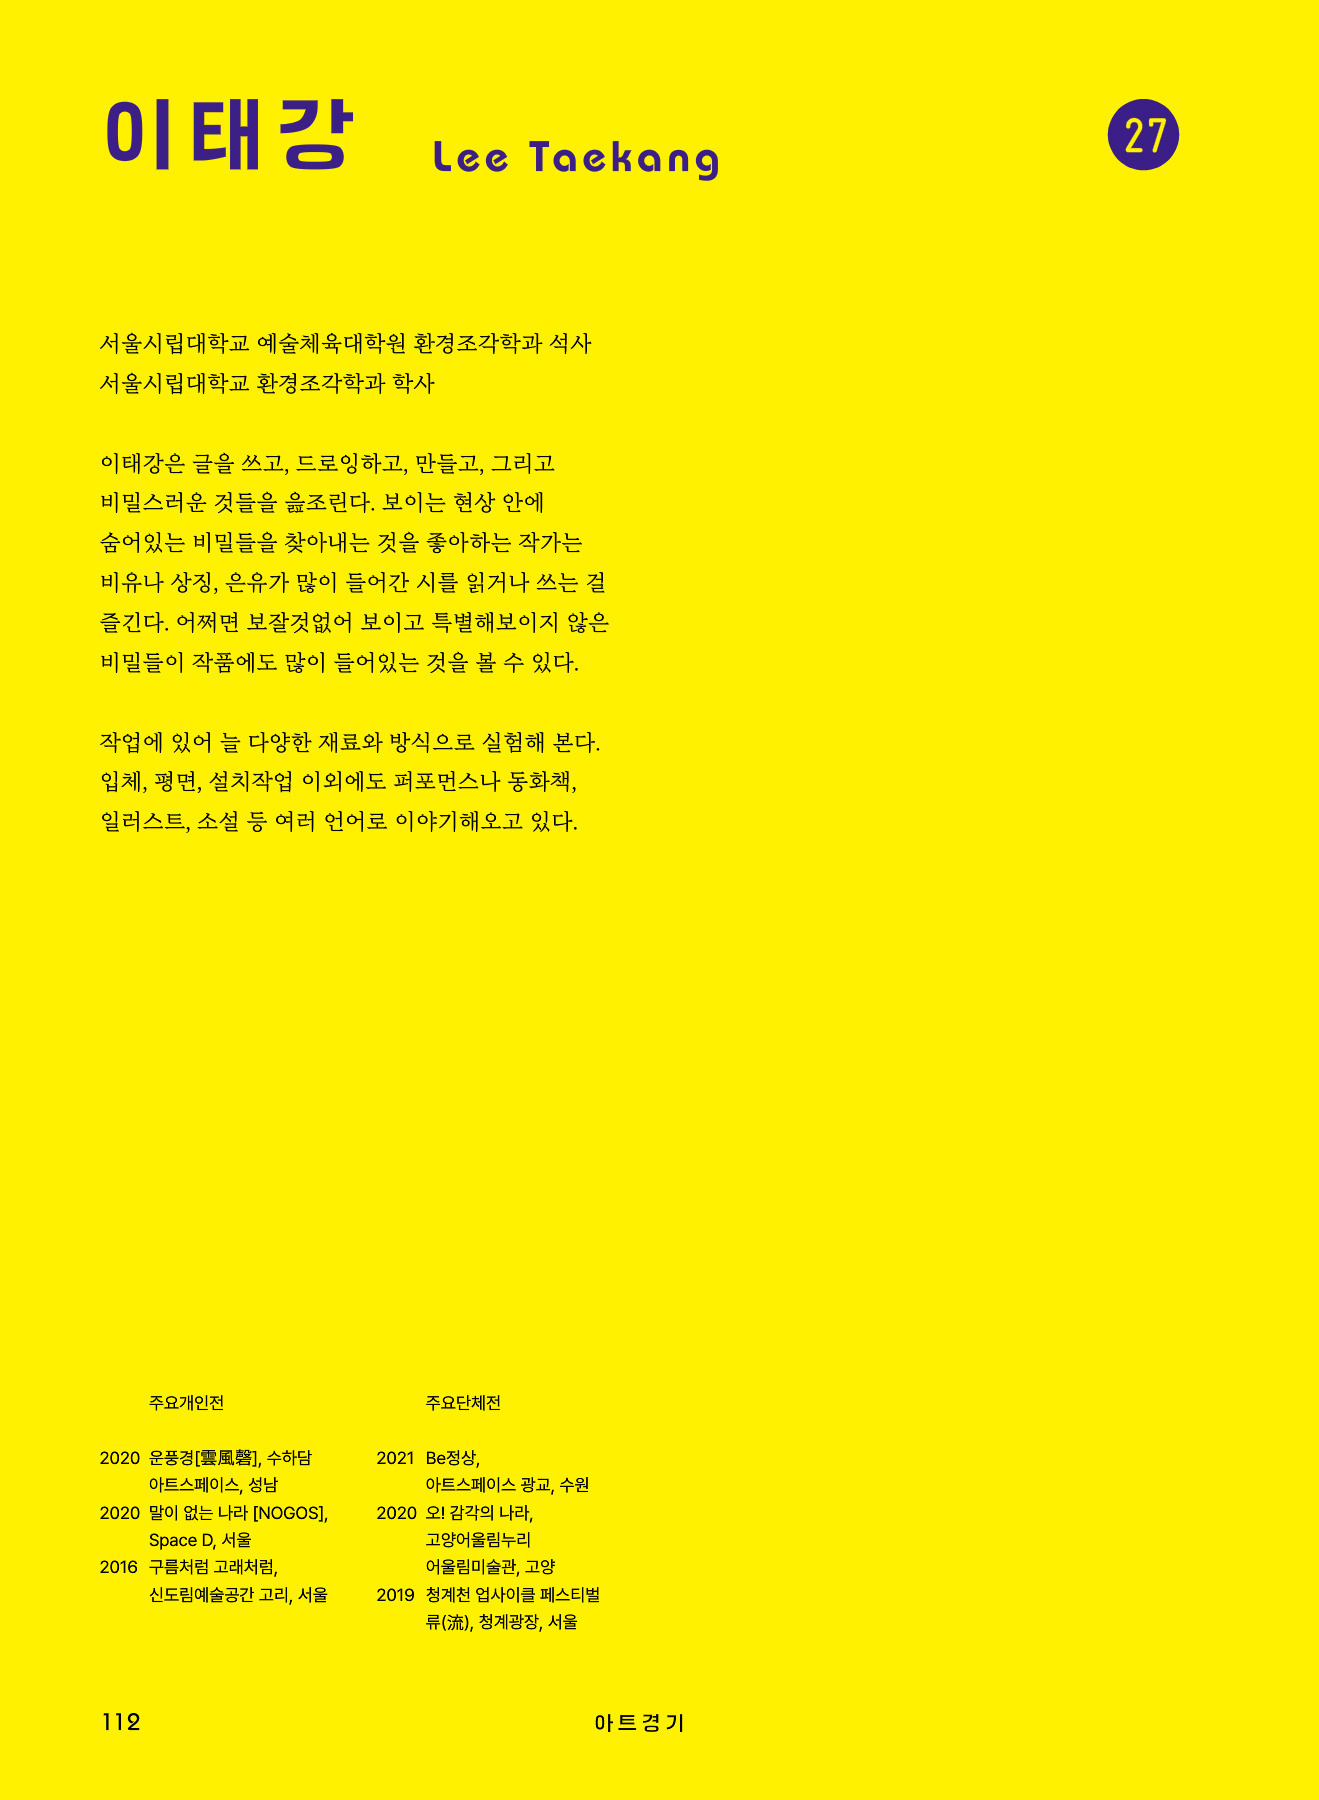 이태강 Lee Taekang
27
서울시립대학교 예술체육대학원 환경조각학과 석사
서울시립대학교 환경조각학과 학사
이태강은 글을 쓰고, 드로잉하고, 만들고, 그리고
비밀스러운 것들을 읊조린다. 보이는 현상 안에
숨어있는 비밀들을 찾아내는 것을 좋아하는 작가는
비유나 상징, 은유가 많이 들어간 시를 읽거나 쓰는 걸
즐긴다. 어쩌면 보잘것없어 보이고 특별해보이지 않은
비밀들이 작품에도 많이 들어있는 것을 볼 수 있다.
작업에 있어 늘 다양한 재료와 방식으로 실험해 본다.
입체, 평면, 설치작업 이외에도 퍼포먼스나 동화책,
일러스트, 소설 등 여러 언어로 이야기해오고 있다.
주요개인전
2020 운풍경[雲風磬], 수하담
아트스페이스, 성남
2020 말이 없는 나라 [NOGOS],
Space D, 서울
2016 구름처럼 고래처럼,
신도림예술공간 고리, 서울
주요단체전
2021 Be정상,
아트스페이스 광교, 수원
2020 오! 감각의 나라,
고양어울림누리
어울림미술관, 고양
2019 청계천 업사이클 페스티벌
류(流), 청계광장, 서울
112
아트경기